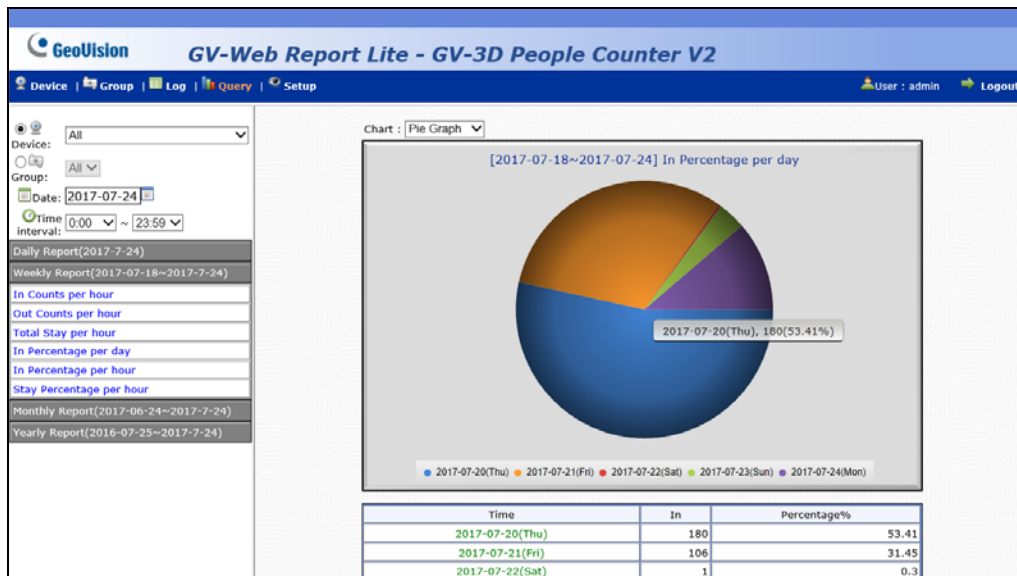 GeoVision
GV-Web Report Lite - GV-3D People Counter V2
Device | Group | Log | Query | Setup
User : admin
Logout
Device:
All
Group:
All
Date: 2017-07-24
Time interval: 0:00 ~ 23:59
Daily Report(2017-7-24)
Weekly Report(2017-07-18~2017-7-24)
In Counts per hour
Out Counts per hour
Total Stay per hour
In Percentage per day
In Percentage per hour
Stay Percentage per hour
Monthly Report(2017-06-24~2017-7-24)
Yearly Report(2016-07-25~2017-7-24)
Chart : Pie Graph
[2017-07-18~2017-07-24] In Percentage per day
2017-07-20(Thu), 180(53.41%)
2017-07-20(Thu) 2017-07-21(Fri) 2017-07-22(Sat) 2017-07-23(Sun) 2017-07-24(Mon)
Time In Percentage%
2017-07-20(Thu) 180 53.41
2017-07-21(Fri) 106 31.45
2017-07-22(Sat) 1 0.3